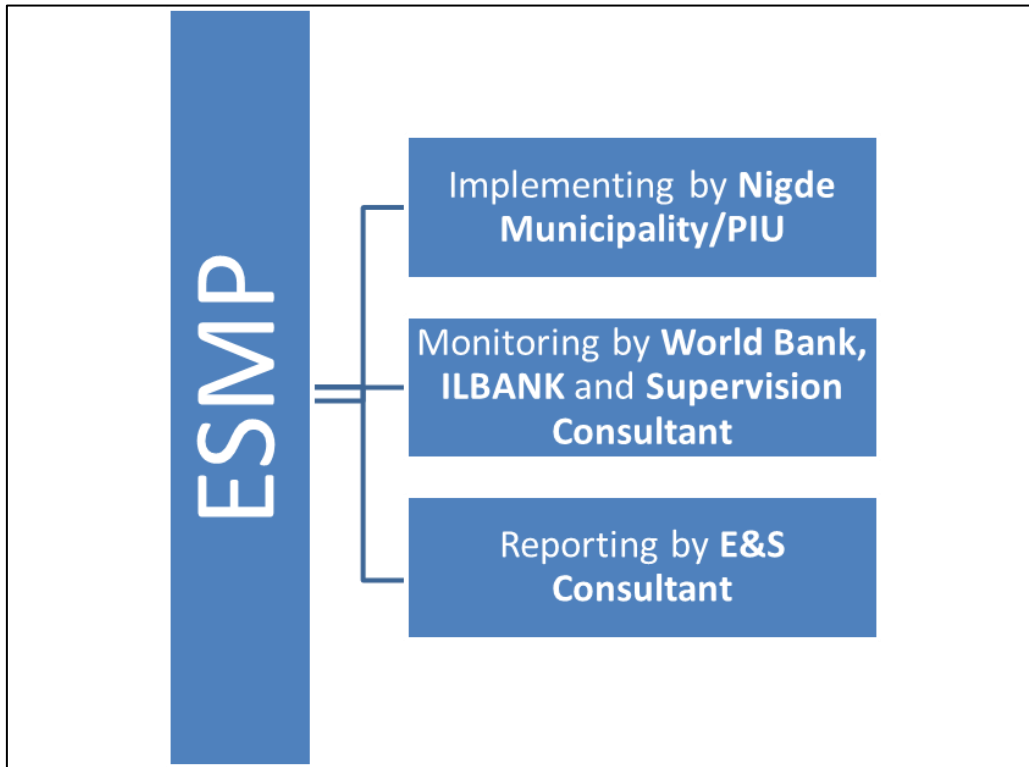 ESMP
Implementing by Nigde
Municipality/PIU
Monitoring by World Bank,
ILBANK and Supervision
Consultant
Reporting by E&S
Consultant